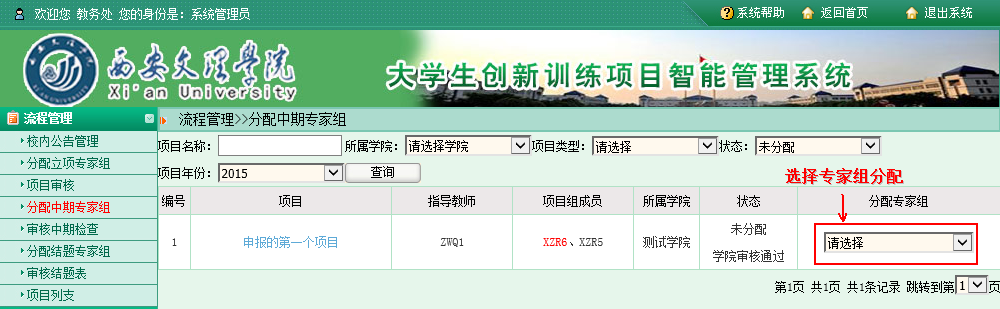 欢迎您 教务处 您的身份是：系统管理员 系统帮助 返回首页 退出系统
西安文理学院
Xi'an University
大学生创新训练项目智能管理系统
流程管理
校内公告管理
分配立项专家组
项目审核
分配中期专家组
审核中期检查
分配结题专家组
审核结题表
项目列支
流程管理>>分配中期专家组
项目名称： 所属学院： 请选择学院 项目类型： 请选择 状态： 未分配
项目年份： 2015 查询
选择专家组分配
编号 项目 指导教师 项目组成员 所属学院 状态 分配专家组
1 申报的第一个项目 ZWQ1 XZR6、XZR5 测试学院 未分配 请选择
学院审核通过
第1页 共1页 共1条记录 跳转到第 1 页